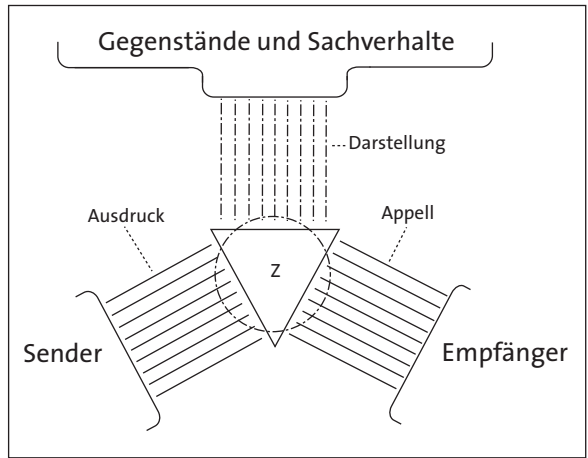 Gegenstände und Sachverhalte
Darstellung
Ausdruck
Appell
Z
Sender
Empfänger